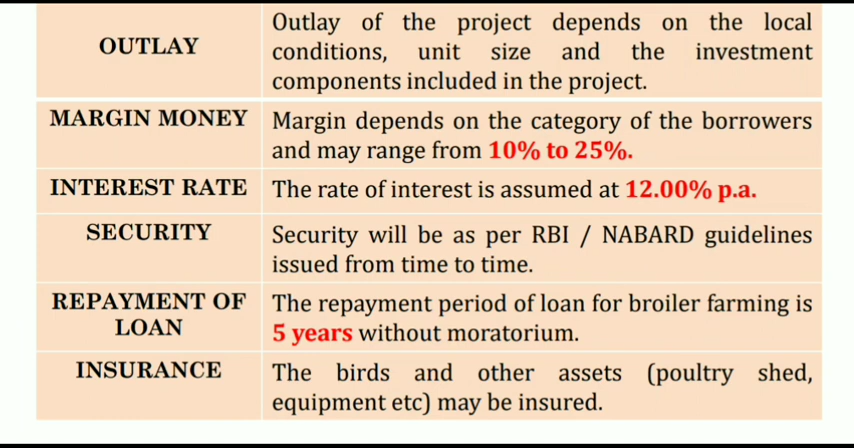 OUTLAY
Outlay of the project depends on the local
conditions, unit size and the investment
components included in the project.
MARGIN MONEY
Margin depends on the category of the borrowers
and may range from 10% to 25%.
INTEREST RATE
The rate of interest is assumed at 12.00% p.a.
SECURITY
Security will be as per RBI / NABARD guidelines
issued from time to time.
REPAYMENT OF
LOAN
The repayment period of loan for broiler farming is
5 years without moratorium.
INSURANCE
The birds and other assets (poultry shed,
equipment etc) may be insured.